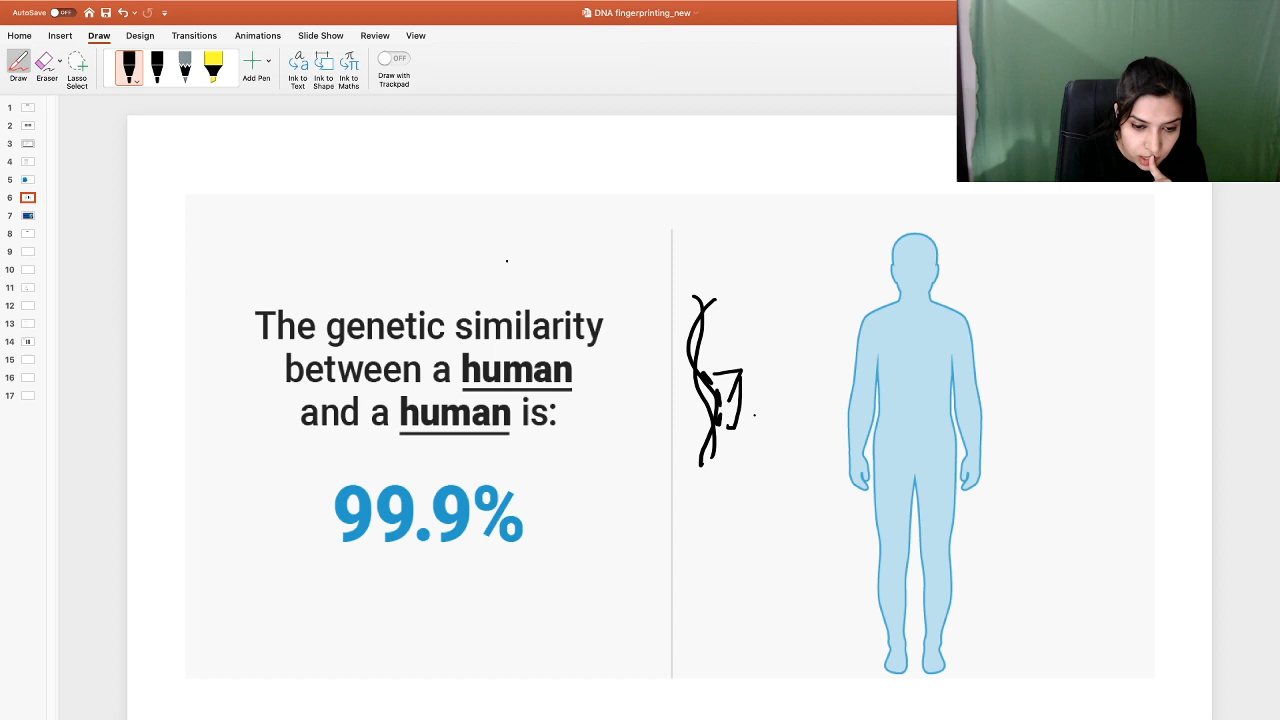 AutoSave OFF
DNA fingerprinting_new
Home Insert Draw Design Transitions Animations Slide Show Review View
Draw
Eraser
Lasso Select
Add Pen
Ink to Text
Ink to Shape
Ink to Maths
OFF
Draw with Trackpad
1
2
3
4
5
6
7
8
9
10
11
12
13
14
15
16
17
The genetic similarity
between a human
and a human is:
99.9%